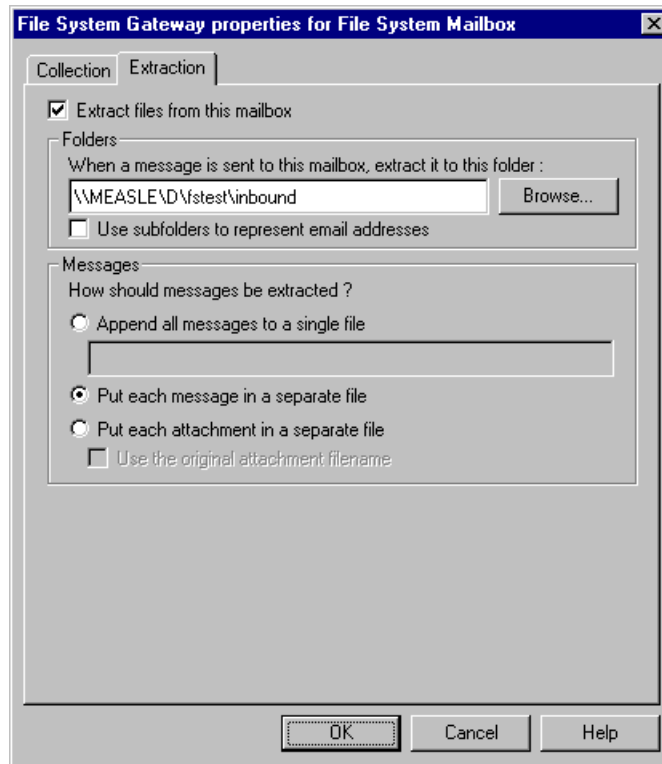 File System Gateway properties for File System Mailbox
Collection
Extraction
Extract files from this mailbox
Folders
When a message is sent to this mailbox, extract it to this folder :
\\MEASLE\D\fstest\inbound
Browse...
Use subfolders to represent email addresses
Messages
How should messages be extracted ?
Append all messages to a single file
Put each message in a separate file
Put each attachment in a separate file
Use the original attachment filename
OK
Cancel
Help